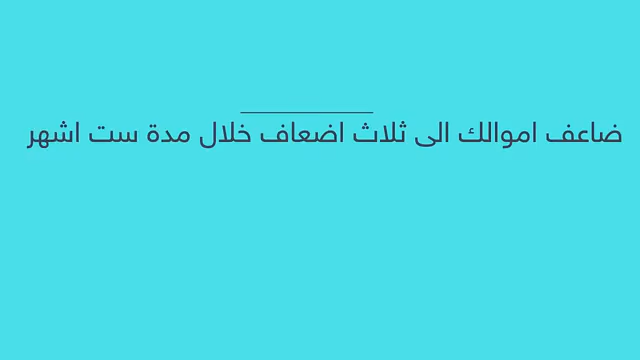 ضاعف اموالك الى ثلاث اضعاف خلال مدة ست اشهر